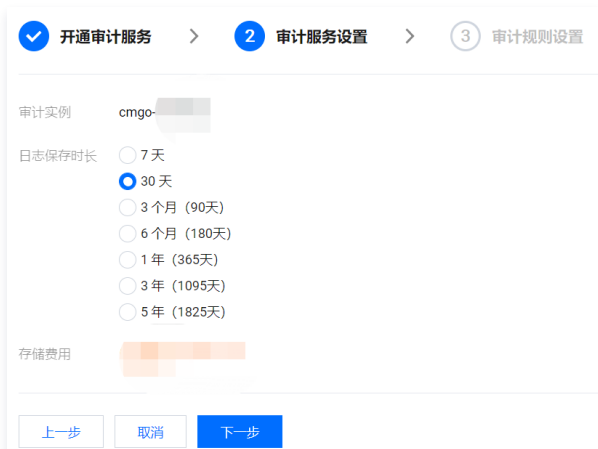 开通审计服务 > 2 审计服务设置 > 3 审计规则设置
审计实例 cmgo-
日志保存时长 7 天
30 天
3 个月（90天）
6 个月（180天）
1 年（365天）
3 年（1095天）
5 年（1825天）
存储费用
上一步 取消 下一步